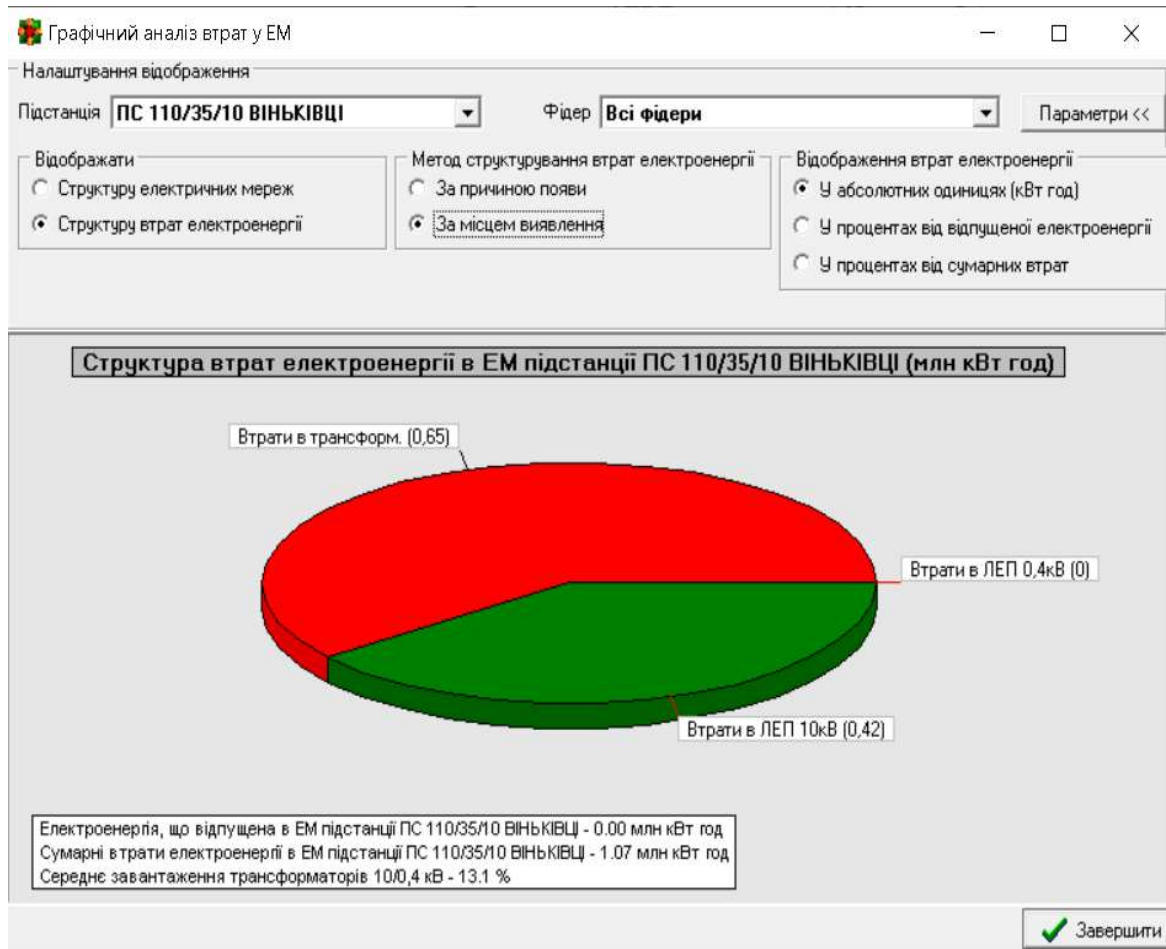 Графічний аналіз втрат у ЕМ
Налаштування відображення
Підстанція ПС 110/35/10 ВІНЬКІВЦІ Фідер Всі фідери Параметри <<
Відображати
Структуру електричних мереж
Структуру втрат електроенергії
Метод структурування втрат електроенергії
За причиною появи
За місцем виявлення
Відображення втрат електроенергії
У абсолютних одиницях (кВт год)
У процентах від відпущеної електроенергії
У процентах від сумарних втрат
Структура втрат електроенергії в ЕМ підстанції ПС 110/35/10 ВІНЬКІВЦІ (млн кВт год)
Втрати в трансформ. (0,65)
Втрати в ЛЕП 0,4кВ (0)
Втрати в ЛЕП 10кВ (0,42)
Електроенергія, що відпущена в ЕМ підстанції ПС 110/35/10 ВІНЬКІВЦІ - 0.00 млн кВт год
Сумарні втрати електроенергії в ЕМ підстанції ПС 110/35/10 ВІНЬКІВЦІ - 1.07 млн кВт год
Середнє завантаження трансформаторів 10/0,4 кВ - 13.1 %
Завершити